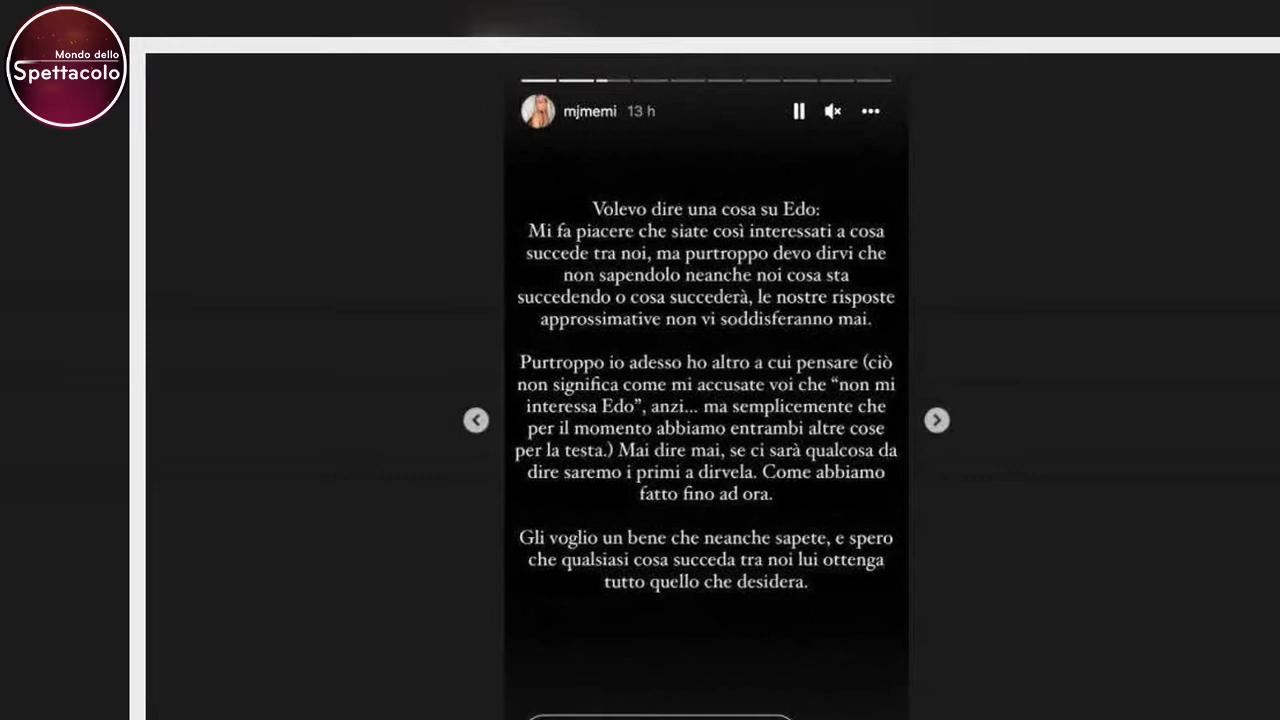 Mondo dello
Spettacolo
mjmemi 13 h
Volevo dire una cosa su Edo:
Mi fa piacere che siate così interessati a cosa
succede tra noi, ma purtroppo devo dirvi che
non sapendolo neanche noi cosa sta
succedendo o cosa succederà, le nostre risposte
approssimative non vi soddisferanno mai.
Purtroppo io adesso ho altro a cui pensare (ciò
non significa come mi accusate voi che “non mi
interessa Edo”, anzi... ma semplicemente che
per il momento abbiamo entrambi altre cose
per la testa.) Mai dire mai, se ci sarà qualcosa da
dire saremo i primi a dirvela. Come abbiamo
fatto fino ad ora.
Gli voglio un bene che neanche sapete, e spero
che qualsiasi cosa succeda tra noi lui ottenga
tutto quello che desidera.